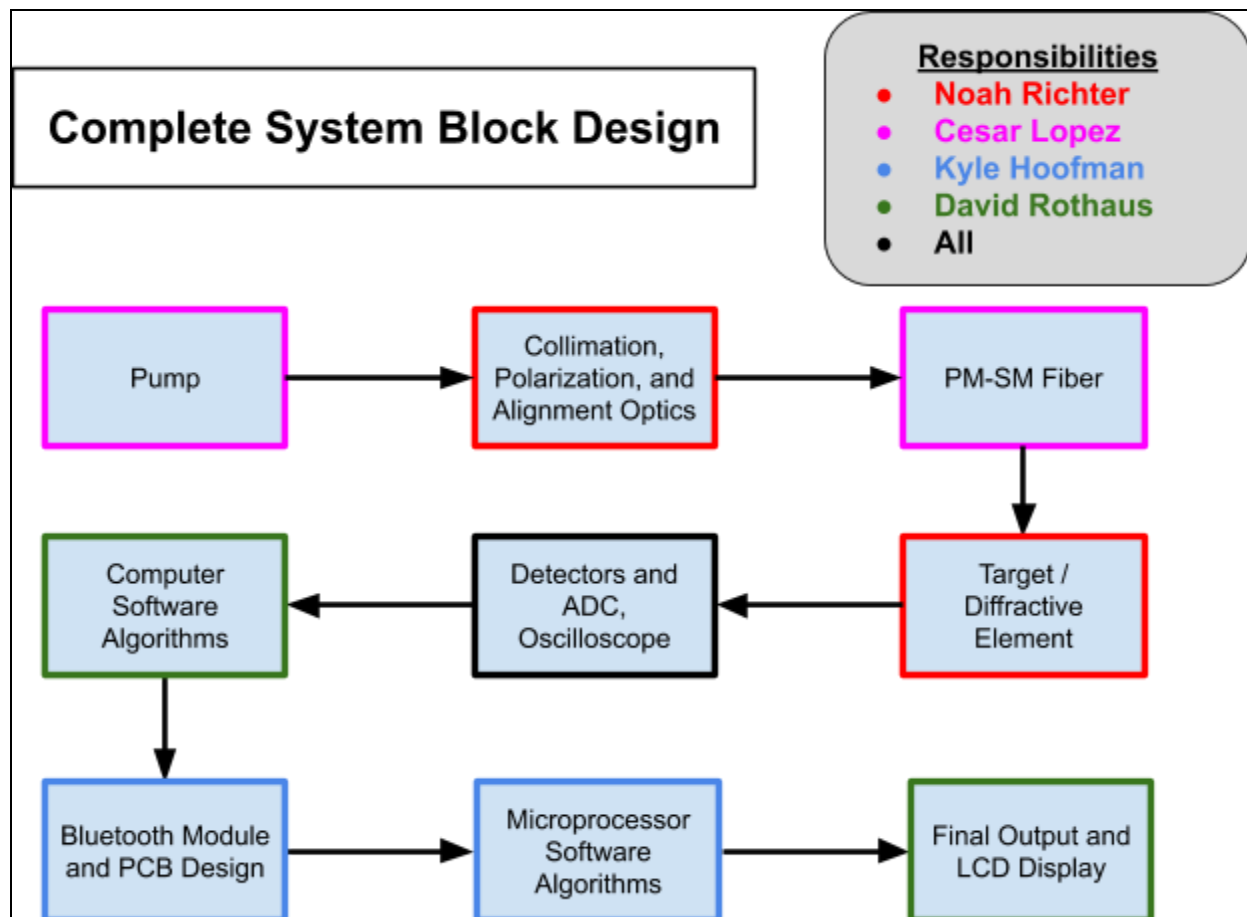 Complete System Block Design
Responsibilities
● Noah Richter
● Cesar Lopez
● Kyle Hoofman
● David Rothaus
● All
Pump
Collimation,
Polarization, and
Alignment Optics
PM-SM Fiber
Computer
Software
Algorithms
Detectors and
ADC,
Oscilloscope
Target /
Diffractive
Element
Bluetooth Module
and PCB Design
Microprocessor
Software
Algorithms
Final Output and
LCD Display